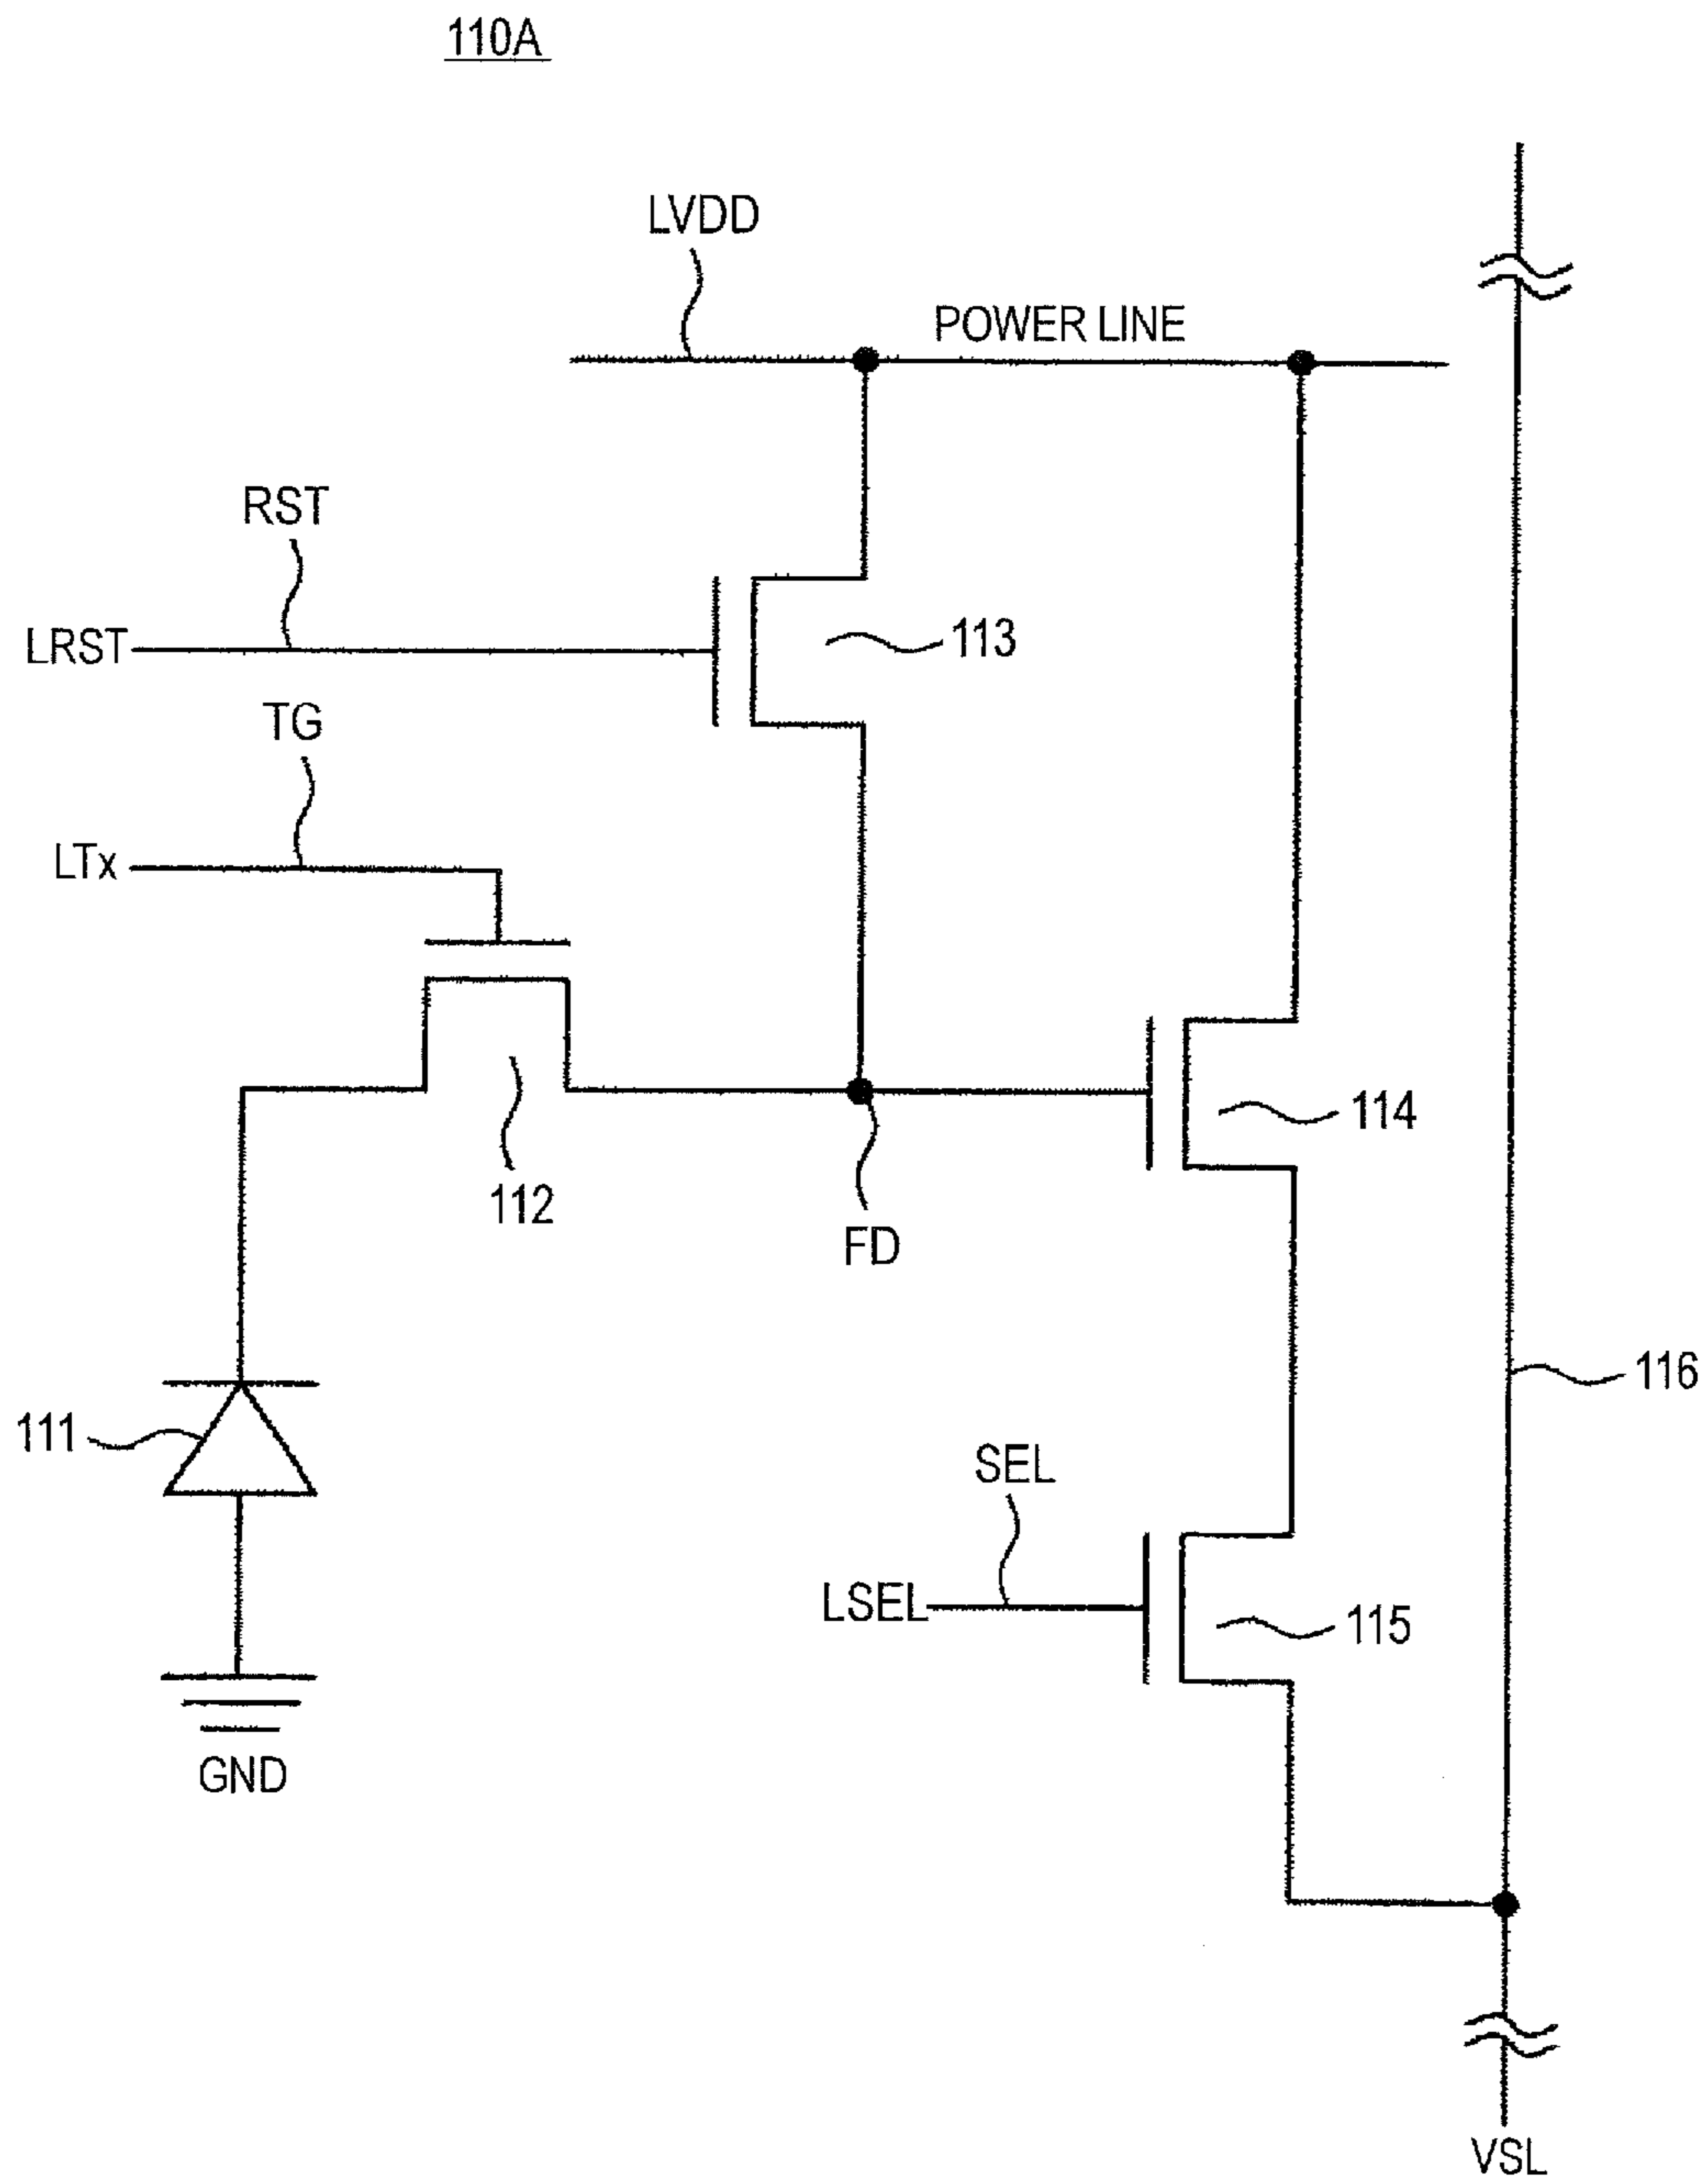 110A
LVDD
POWER LINE
RST
LRST
113
TG
LTx
112
FD
114
111
116
SEL
LSEL
115
GND
VSL